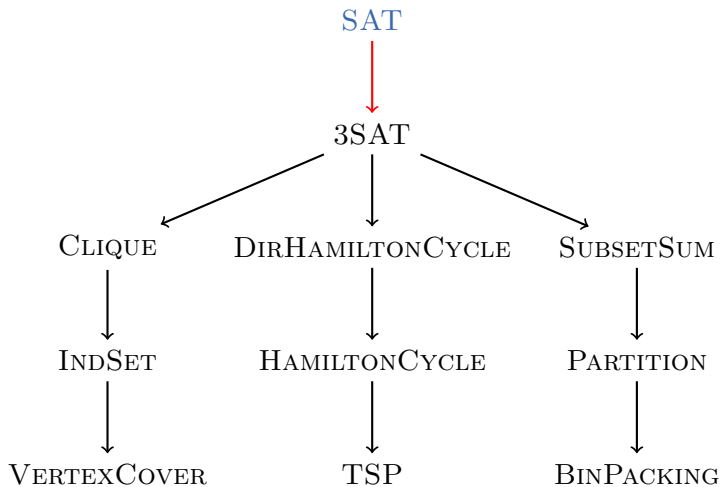 SAT
3SAT
CLIQUE DIRHAMILTONCYCLE SUBSETSUM
INDSET HAMILTONCYCLE PARTITION
VERTEXCOVER TSP BINPACKING